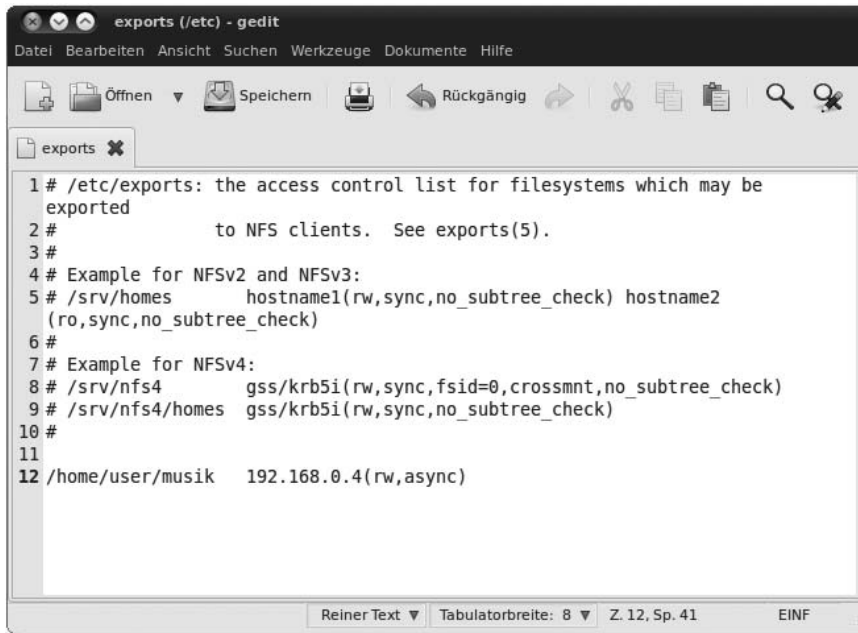 exports (/etc) - gedit
Datei Bearbeiten Ansicht Suchen Werkzeuge Dokumente Hilfe
Öffnen Speichern Rückgängig
exports
1 # /etc/exports: the access control list for filesystems which may be
exported
2 #               to NFS clients.  See exports(5).
3 #
4 # Example for NFSv2 and NFSv3:
5 # /srv/homes       hostname1(rw,sync,no_subtree_check) hostname2
(ro,sync,no_subtree_check)
6 #
7 # Example for NFSv4:
8 # /srv/nfs4        gss/krb5i(rw,sync,fsid=0,crossmnt,no_subtree_check)
9 # /srv/nfs4/homes  gss/krb5i(rw,sync,no_subtree_check)
10 #
11
12 /home/user/musik   192.168.0.4(rw,async)
Reiner Text Tabulatorbreite: 8 Z. 12, Sp. 41 EINF